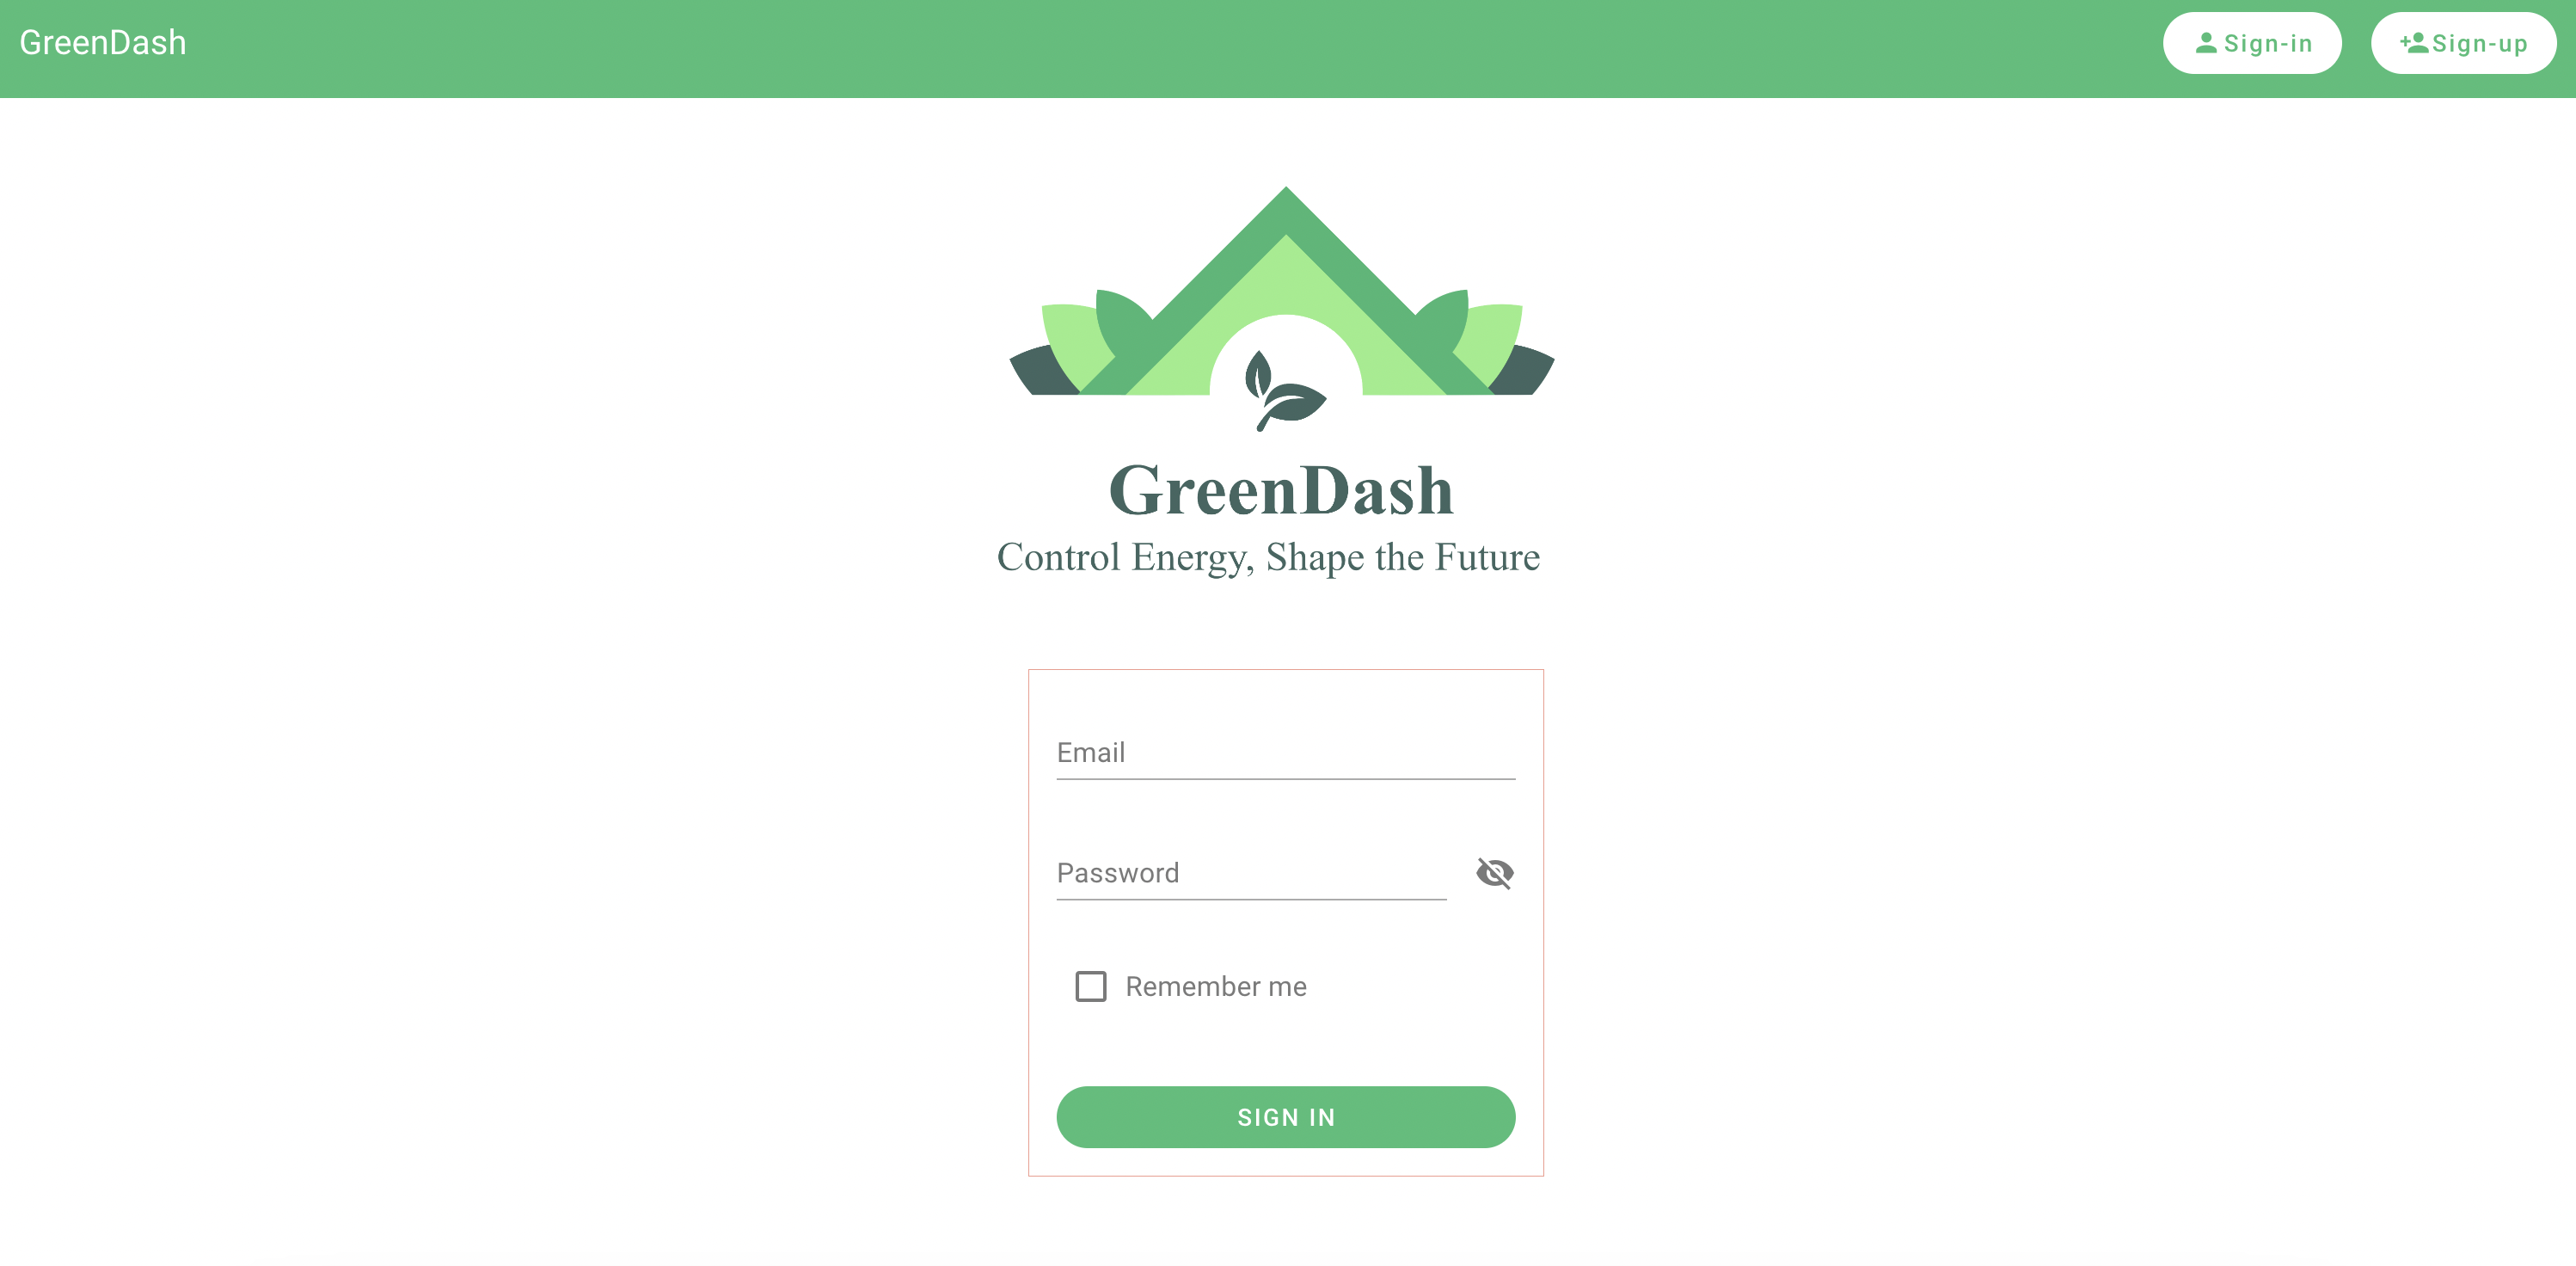 GreenDash
Sign-in
Sign-up
GreenDash
Control Energy, Shape the Future
Email
Password
Remember me
SIGN IN